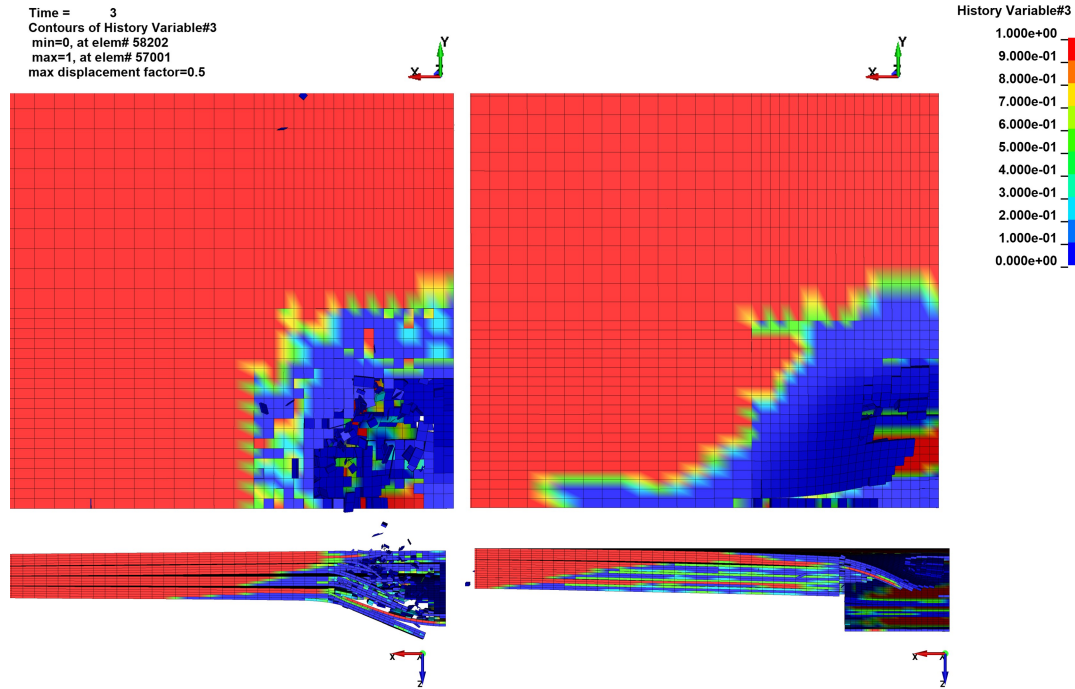 Time = 3
Contours of History Variable#3
min=0, at elem# 58202
max=1, at elem# 57001
max displacement factor=0.5
History Variable#3
1.000e+00
9.000e-01
8.000e-01
7.000e-01
6.000e-01
5.000e-01
4.000e-01
3.000e-01
2.000e-01
1.000e-01
0.000e+00
Y
X
Z
Y
X
X
Z
X
Z